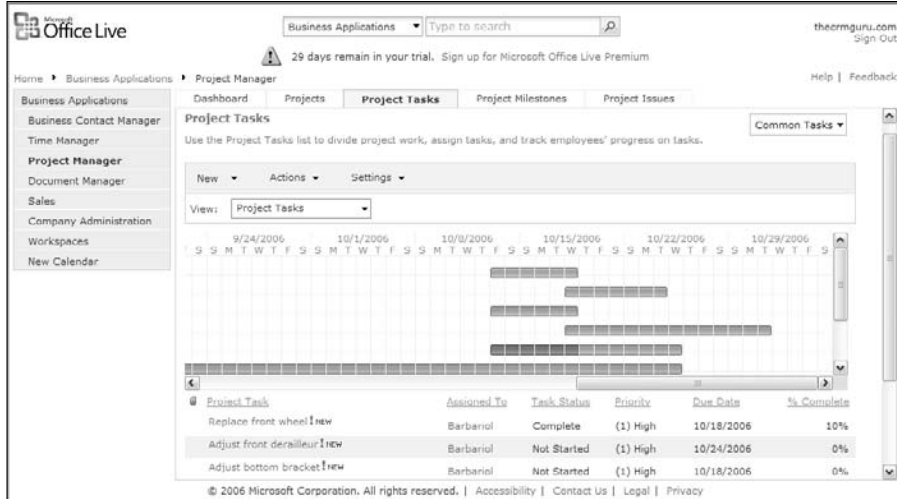 Microsoft
Office Live
Business Applications
Type to search
theormguru.com
Sign Out
29 days remain in your trial. Sign up for Microsoft Office Live Premium
Home Business Applications Project Manager
Help | Feedback
Business Applications
Business Contact Manager
Time Manager
Project Manager
Document Manager
Sales
Company Administration
Workspaces
New Calendar
Dashboard Projects Project Tasks Project Milestones Project Issues
Project Tasks
Common Tasks
Use the Project Tasks list to divide project work, assign tasks, and track employees' progress on tasks.
New Actions Settings
View: Project Tasks
9/24/2006 10/1/2006 10/8/2006 10/15/2006 10/22/2006 10/29/2006
S S M T W T F S S M T W T F S S M T W T F S S M T W T F S S M T W T F S S M T W T F S
Project Task Assigned To Task Status Priority Due Date % Complete
Replace front wheel ! NEW Barbariol Complete (1) High 10/18/2006 10%
Adjust front derailleur ! NEW Barbariol Not Started (1) High 10/24/2006 0%
Adjust bottom bracket ! NEW Barbariol Not Started (1) High 10/18/2006 0%
© 2006 Microsoft Corporation. All rights reserved. | Accessibility | Contact Us | Legal | Privacy